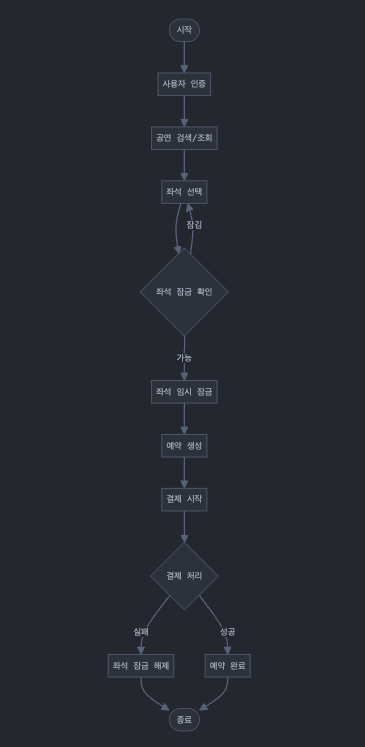 시작
사용자 인증
공연 검색/조회
좌석 선택
잠김
좌석 잠금 확인
가능
좌석 임시 잠금
예약 생성
결제 시작
결제 처리
실패
성공
좌석 잠금 해제
예약 완료
종료